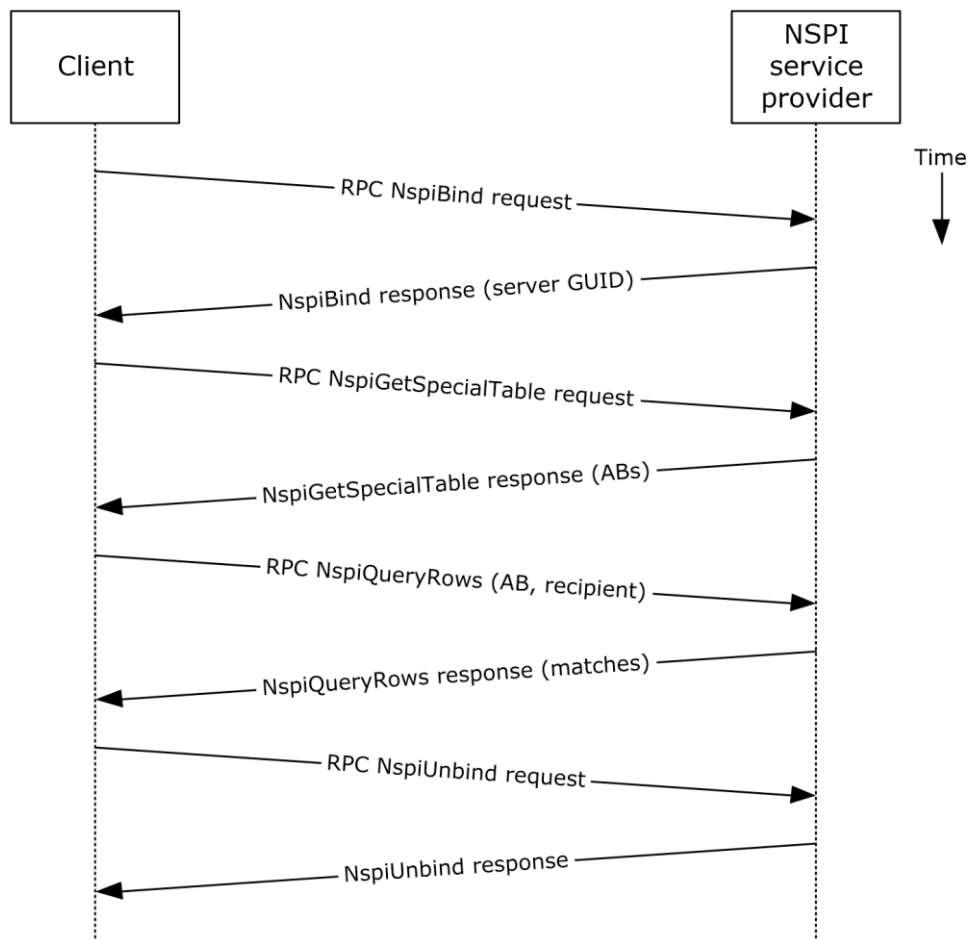 Client
NSPI
service
provider
Time
RPC NspiBind request
NspiBind response (server GUID)
RPC NspiGetSpecialTable request
NspiGetSpecialTable response (ABs)
RPC NspiQueryRows (AB, recipient)
NspiQueryRows response (matches)
RPC NspiUnbind request
NspiUnbind response